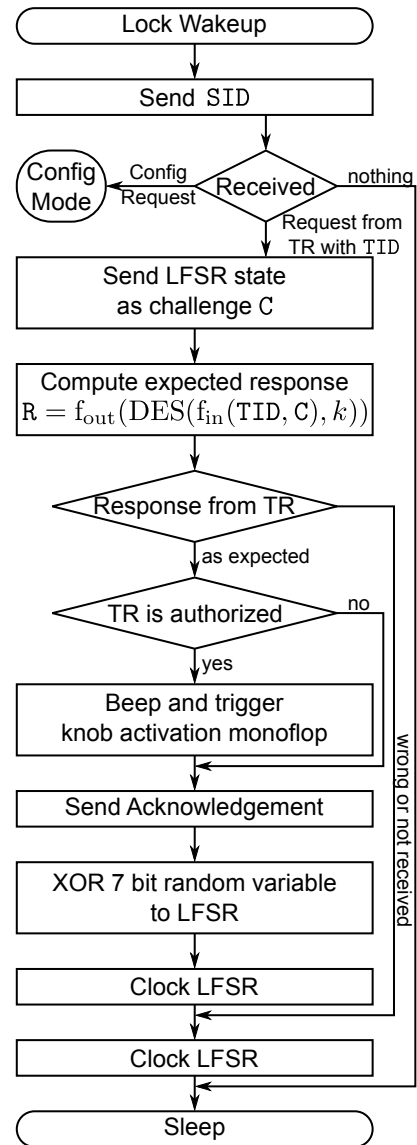 Lock Wakeup
Send SID
Config
Mode
Config
Request
Received
nothing
Request from
TR with TID
Send LFSR state
as challenge C
Compute expected response
R = f_out(DES(f_in(TID, C), k))
Response from TR
as expected
TR is authorized
no
yes
Beep and trigger
knob activation monoflop
Send Acknowledgement
wrong or not received
XOR 7 bit random variable
to LFSR
Clock LFSR
Clock LFSR
Sleep